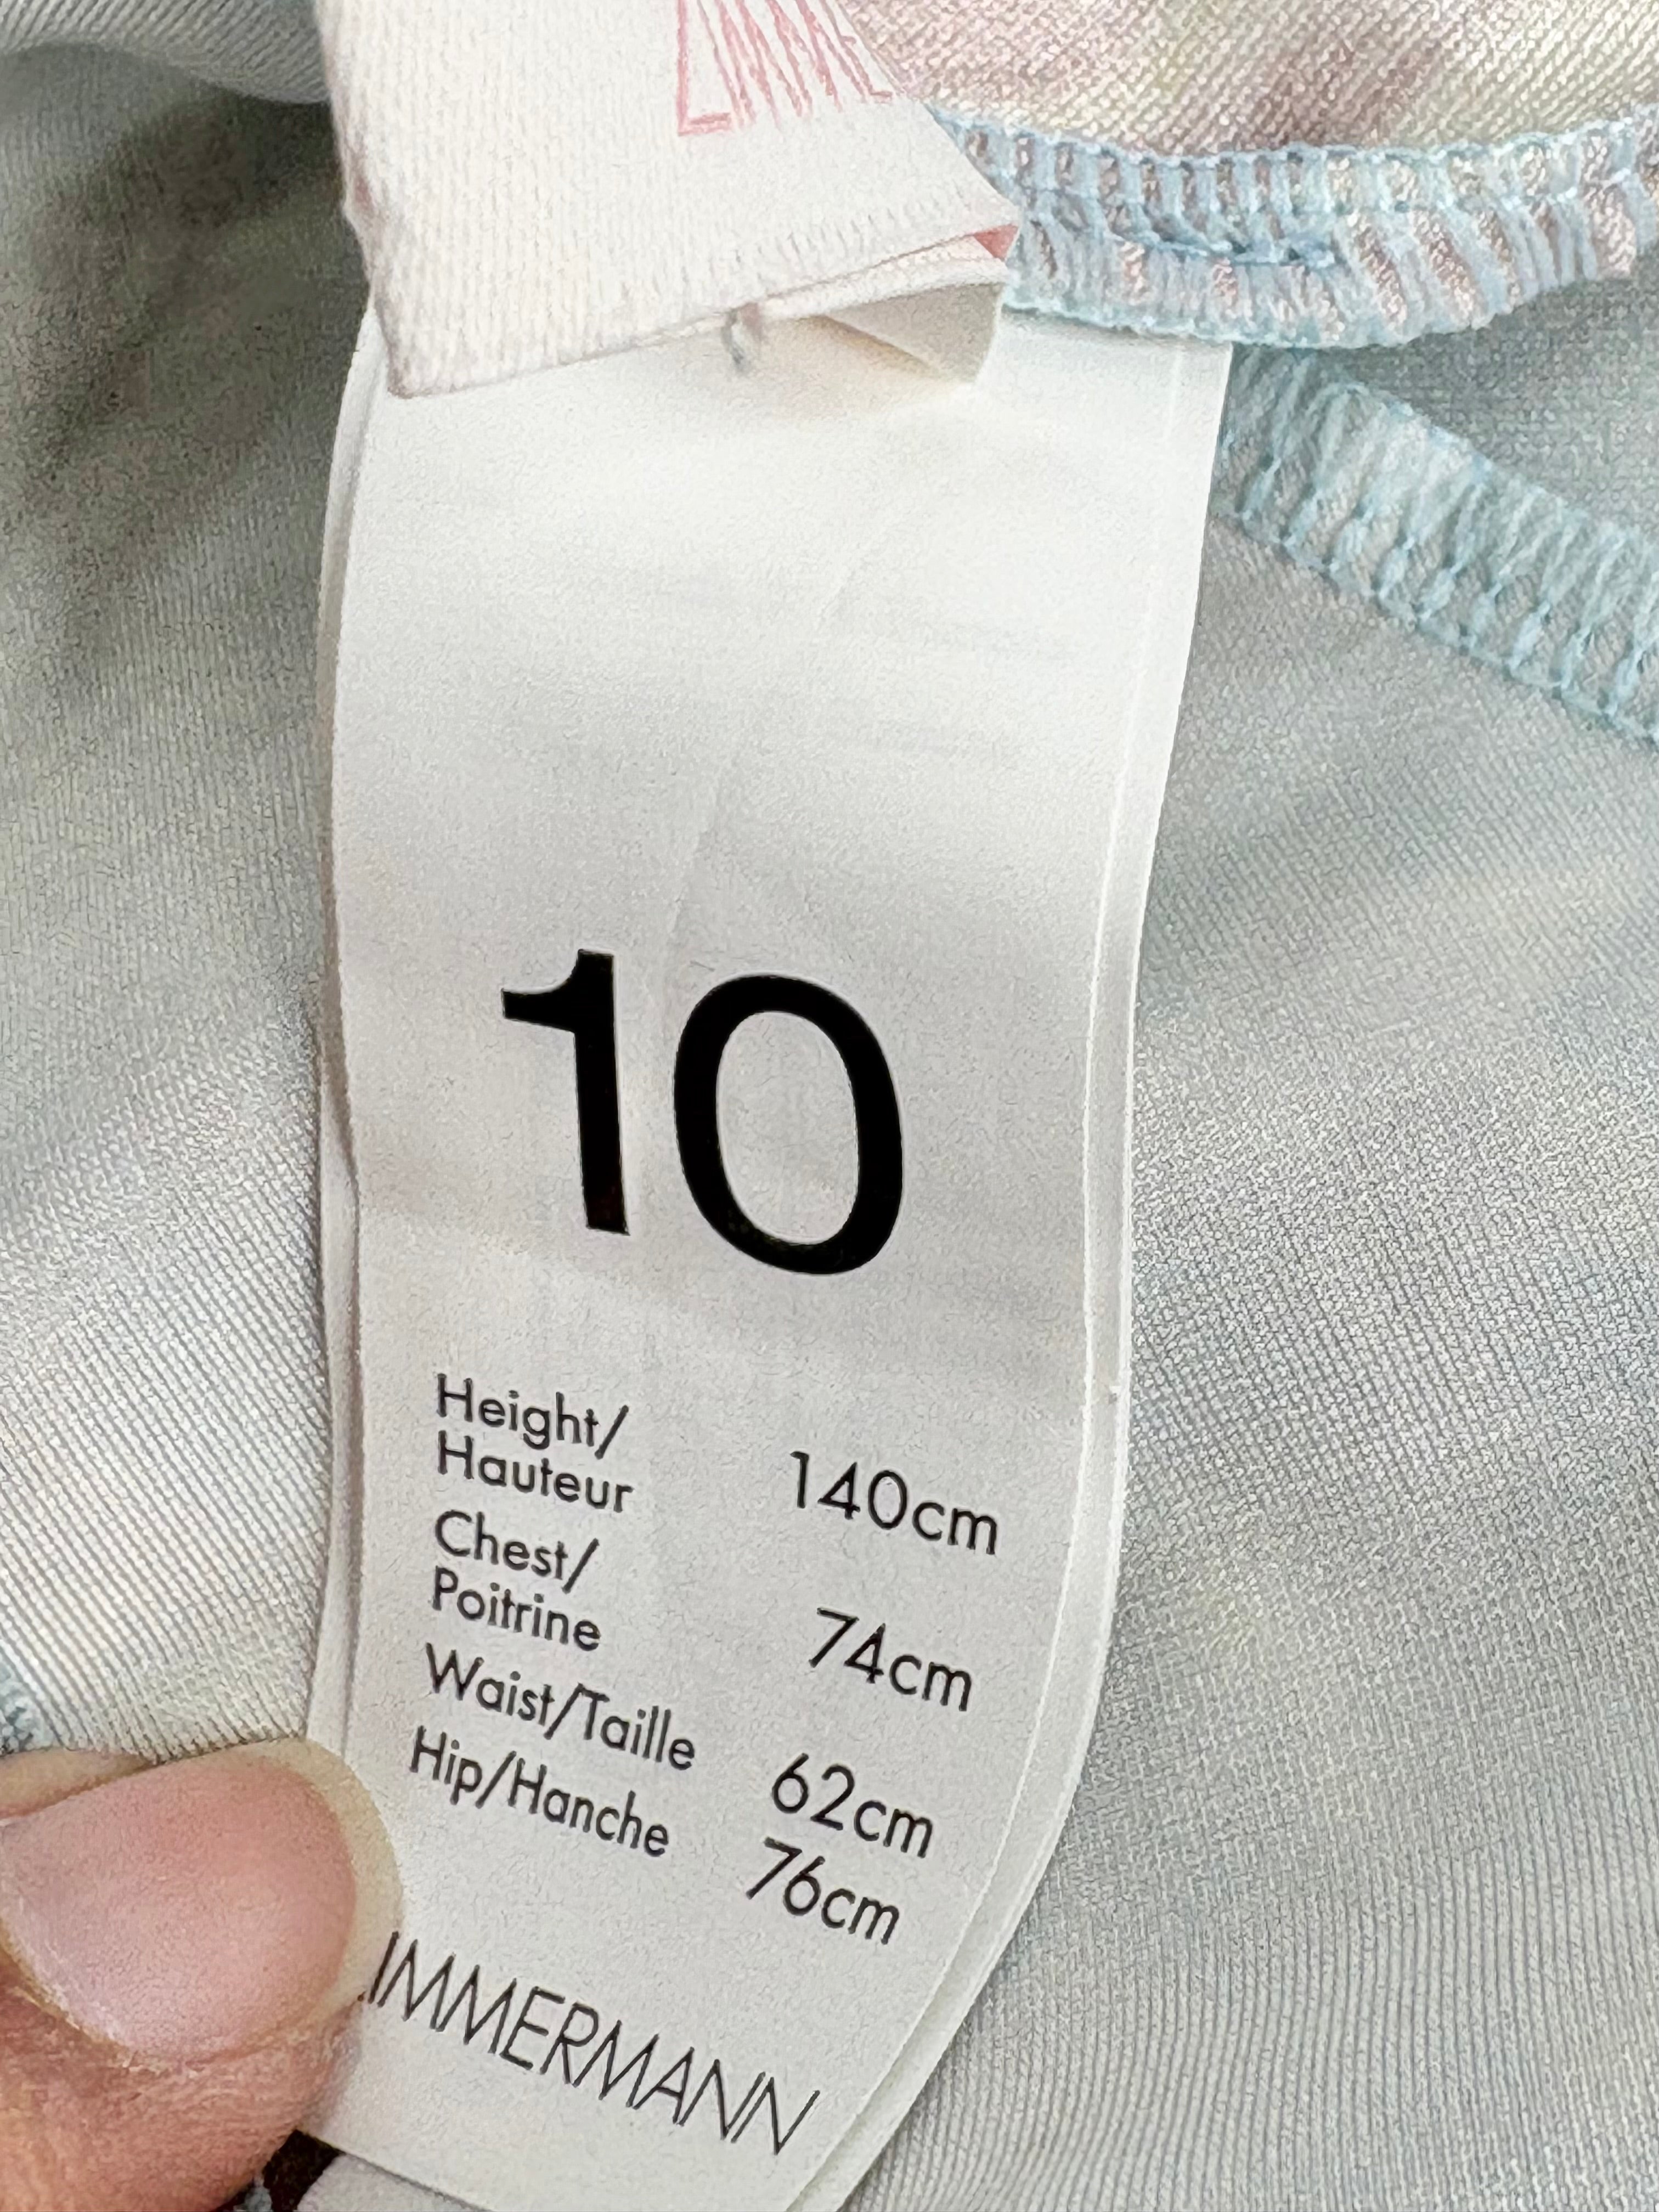 10
Height/
Hauteur 140cm
Chest/
Poitrine 74cm
Waist/Taille 62cm
Hip/Hanche 76cm
IMMERMANN